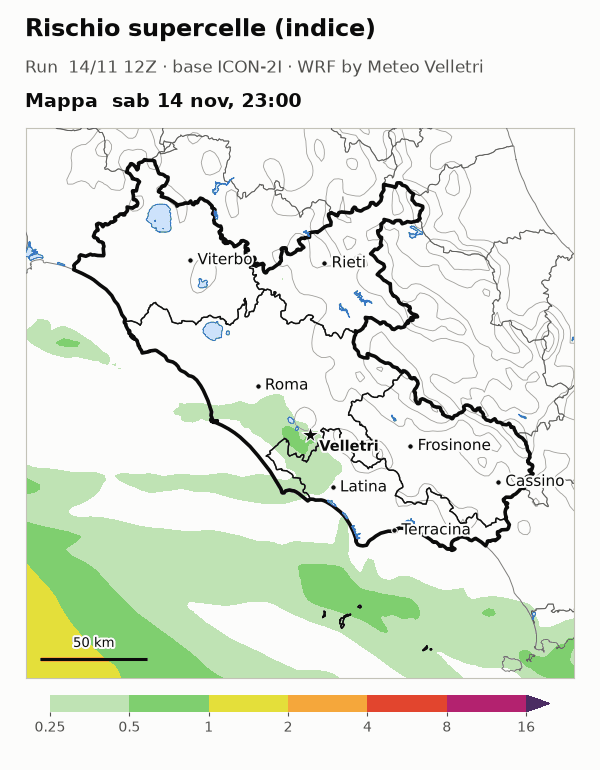 Rischio supercelle (indice)
Run  14/11 12Z · base ICON-2I · WRF by Meteo Velletri
Mappa  sab 14 nov, 23:00
Viterbo
Rieti
Roma
Velletri
Frosinone
Latina
Cassino
Terracina
50 km
0.25 0.5 1 2 4 8 16